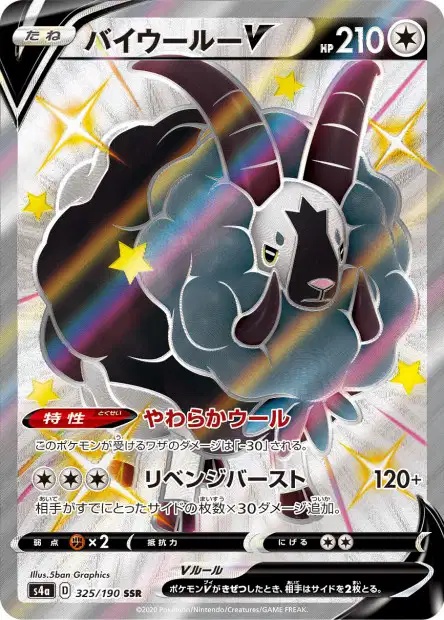 たね バイウールーV HP 210
特性 とくせい やわらかウール
このポケモンが受けるワザのダメージは「-30」される。
リベンジバースト 120+
相手がすでにとったサイドの枚数×30ダメージ追加。
弱点 ×2 抵抗力 にげる
Vルール
ポケモンVがきぜつしたとき、相手はサイドを2枚とる。
Illus.5ban Graphics
s4a D 325/190 SSR
©2020 Pokémon/Nintendo/Creatures/GAME FREAK.